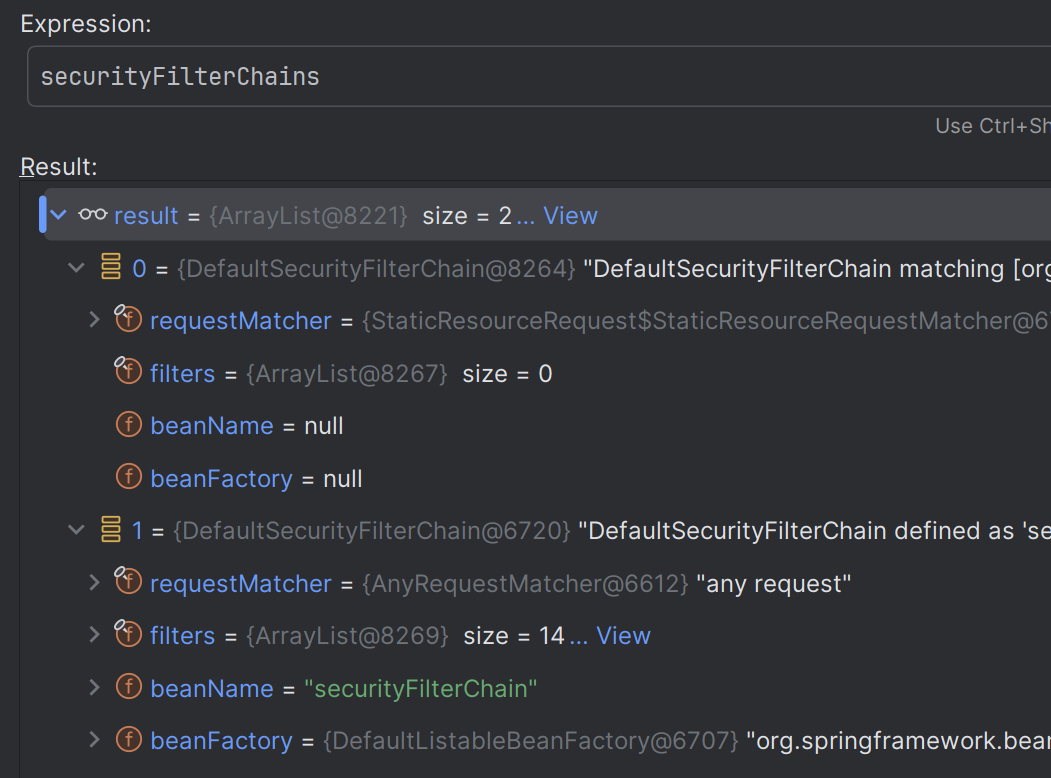 Expression:
securityFilterChains
Use Ctrl+Sh
Result:
result = {ArrayList@8221} size = 2 ... View
0 = {DefaultSecurityFilterChain@8264} "DefaultSecurityFilterChain matching [org
requestMatcher = {StaticResourceRequest$StaticResourceRequestMatcher@67
filters = {ArrayList@8267} size = 0
beanName = null
beanFactory = null
1 = {DefaultSecurityFilterChain@6720} "DefaultSecurityFilterChain defined as 'se
requestMatcher = {AnyRequestMatcher@6612} "any request"
filters = {ArrayList@8269} size = 14 ... View
beanName = "securityFilterChain"
beanFactory = {DefaultListableBeanFactory@6707} "org.springframework.bear